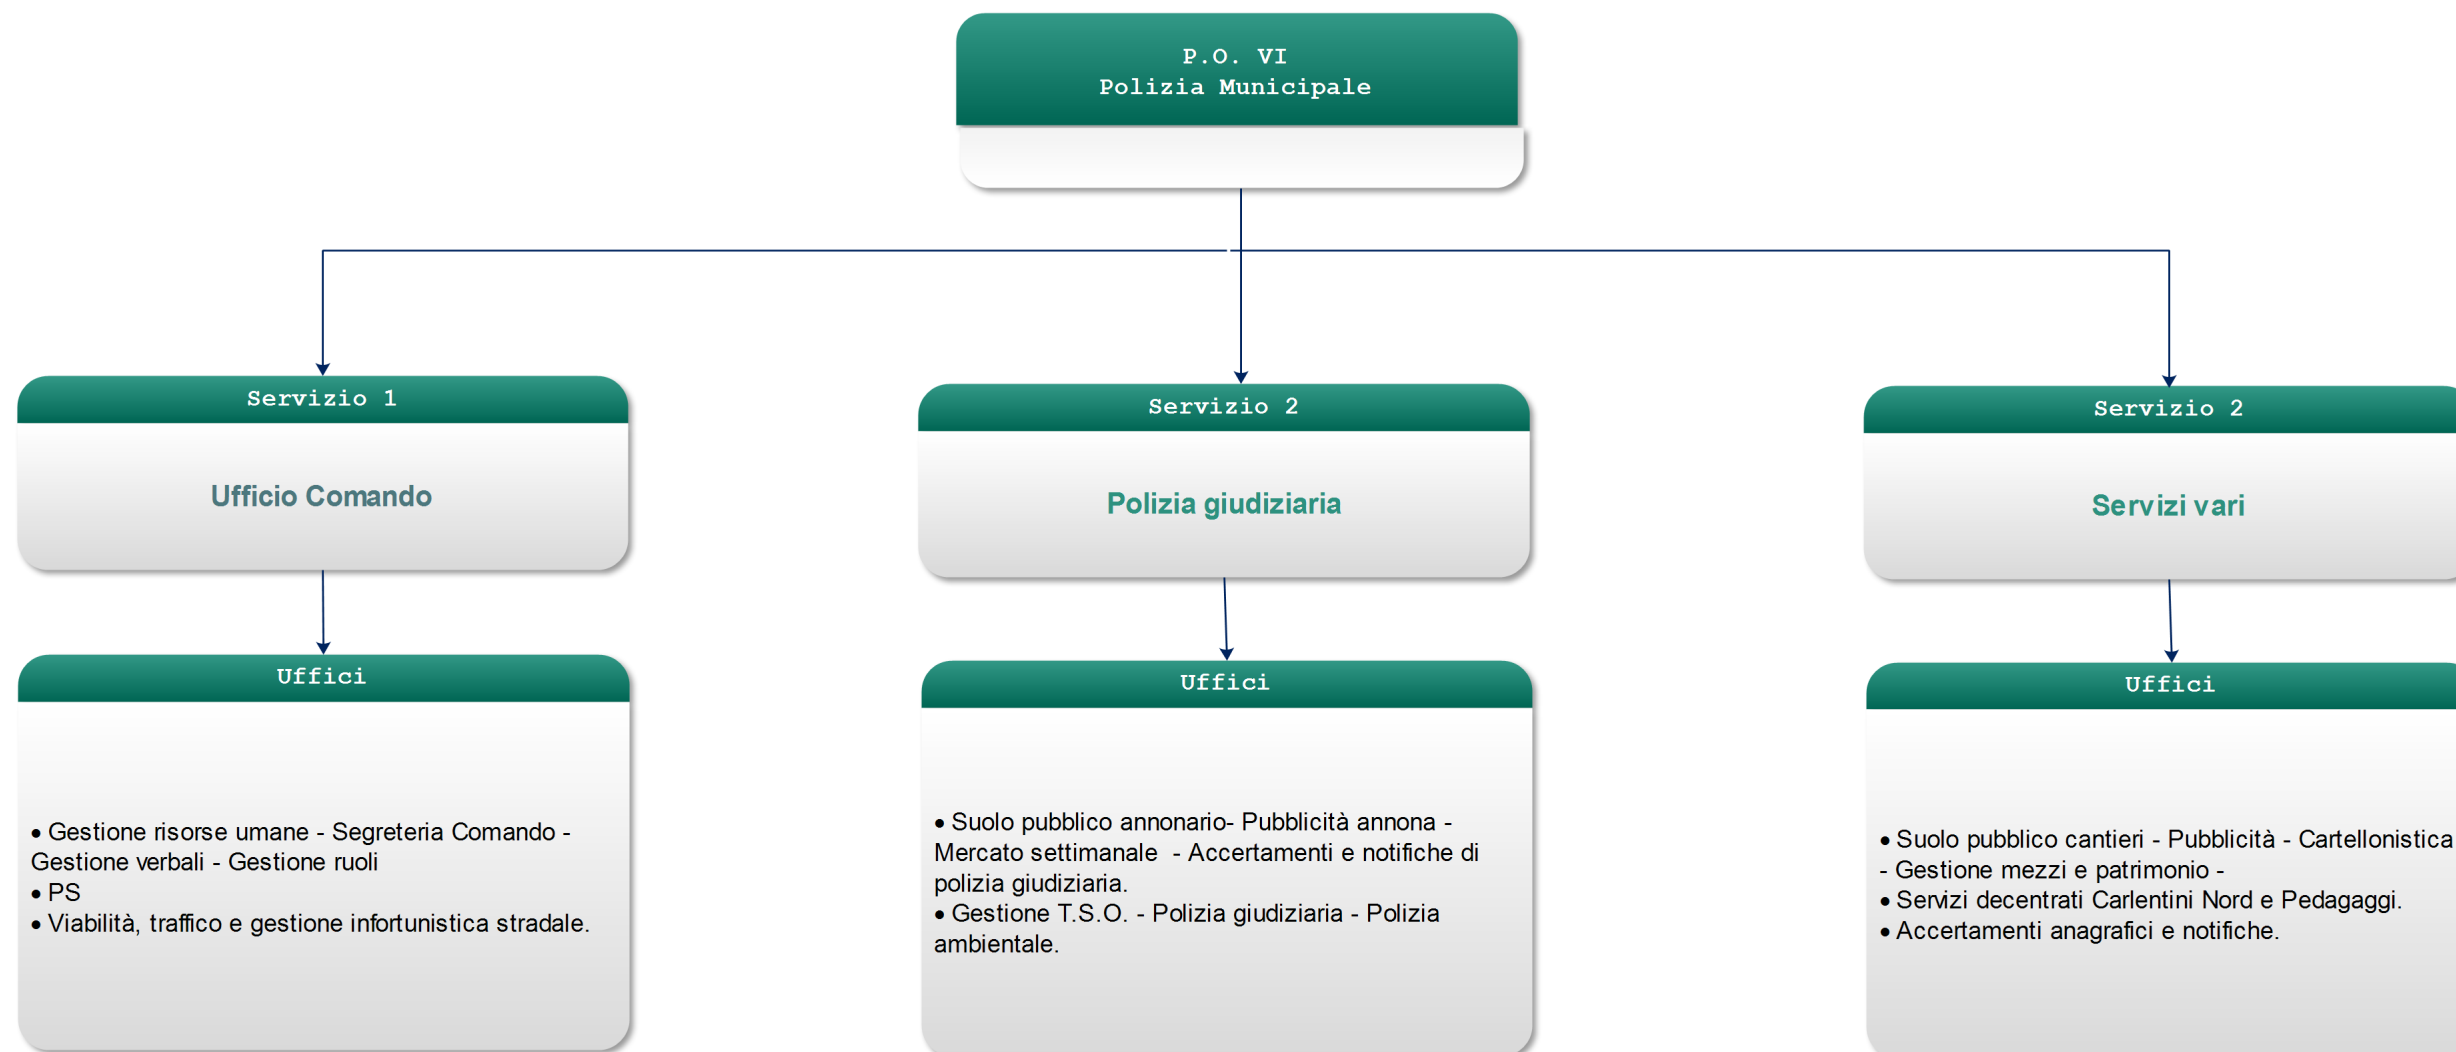 P.O. VI
Polizia Municipale
Servizio 1
Ufficio Comando
Servizio 2
Polizia giudiziaria
Servizio 2
Servizi vari
Uffici
• Gestione risorse umane - Segreteria Comando -
Gestione verbali - Gestione ruoli
• PS
• Viabilità, traffico e gestione infortunistica stradale.
Uffici
• Suolo pubblico annonario- Pubblicità annona -
Mercato settimanale  - Accertamenti e notifiche di
polizia giudiziaria.
• Gestione T.S.O. - Polizia giudiziaria - Polizia
ambientale.
Uffici
• Suolo pubblico cantieri - Pubblicità - Cartellonistica
- Gestione mezzi e patrimonio -
• Servizi decentrati Carlentini Nord e Pedagaggi.
• Accertamenti anagrafici e notifiche.